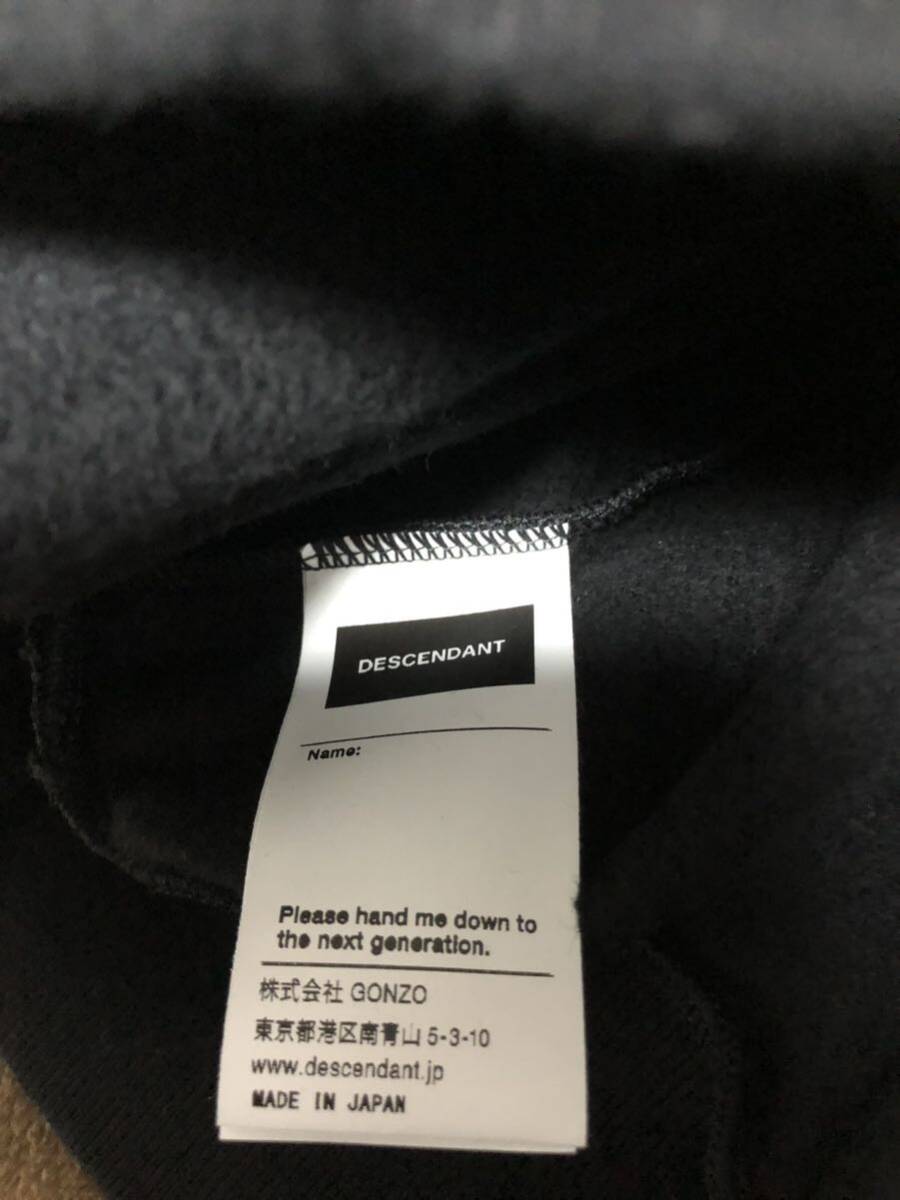 DESCENDANT
Name:
Please hand me down to
the next generation.
株式会社 GONZO
東京都港区南青山 5-3-10
www.descendant.jp
MADE IN JAPAN